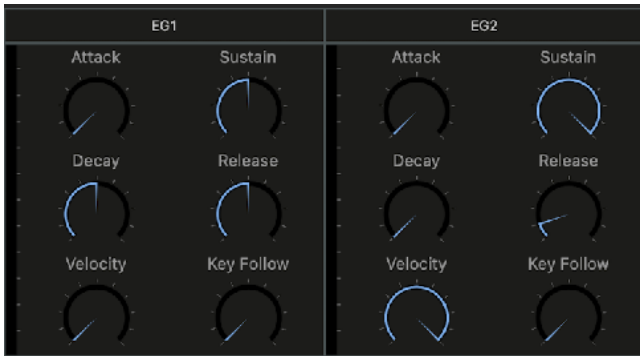 EG1 EG2
Attack Sustain Attack Sustain
Decay Release Decay Release
Velocity Key Follow Velocity Key Follow